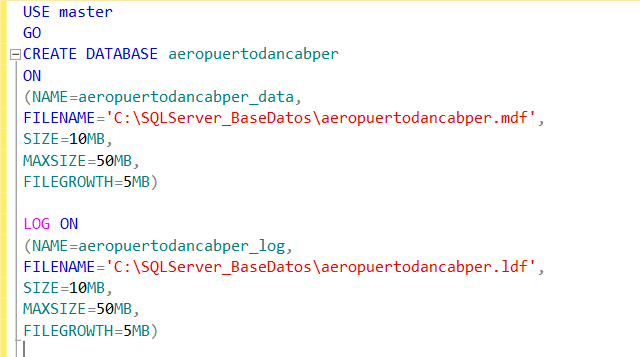 USE master
GO
CREATE DATABASE aeropuertodancabper
ON
(NAME=aeropuertodancabper_data,
FILENAME='C:\SQLServer_BaseDatos\aeropuertodancabper.mdf',
SIZE=10MB,
MAXSIZE=50MB,
FILEGROWTH=5MB)
LOG ON
(NAME=aeropuertodancabper_log,
FILENAME='C:\SQLServer_BaseDatos\aeropuertodancabper.ldf',
SIZE=10MB,
MAXSIZE=50MB,
FILEGROWTH=5MB)